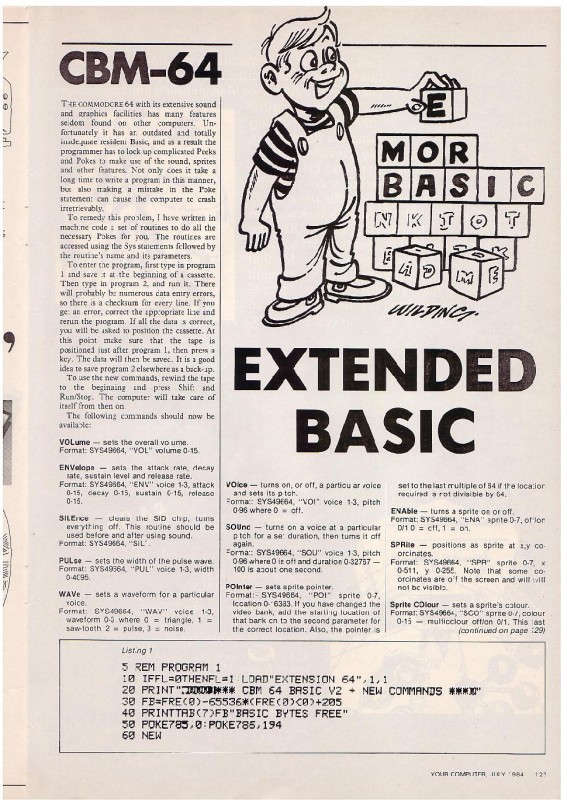 CBM-64
THE COMMODORE 64 with its extensive sound
and graphics facilities has many features
seldom found on other computers. Un-
fortunately it has an outdated and totally
inadequate resident Basic, and as a result the
programmer has to look up complicated Peeks
and Pokes to make use of the sound, sprites
and other features. Not only does it take a
long time to write a program in this manner,
but also making a mistake in the Poke
statement can cause the computer to crash
irretrievably.
To remedy this problem, I have written in
machine code a set of routines to do all the
necessary Pokes for you. The routines are
accessed using the Sys statements followed by
the routine's name and its parameters.
To enter the program, first type in program
1 and save it at the beginning of a cassette.
Then type in program 2, and run it. There
will probably be numerous data entry errors,
so there is a checksum for every line. If you
get an error, correct the appropriate line and
rerun the program. If all the data is correct,
you will be asked to position the cassette. At
this point make sure that the tape is
positioned just after program 1, then press a
key. The data will then be saved. It is a good
idea to save program 2 elsewhere as a back-up.
To use the new commands, rewind the tape
to the beginning and press Shift and
Run/Stop. The computer will take care of
itself from then on
The following commands should now be
available:
VOLume — sets the overall volume.
Format: SYS49664, "VOL" volume 0-15.
ENVelope — sets the attack rate, decay
rate, sustain level and release rate.
Format: SYS49664, "ENV" voice 1-3, attack
0-15, decay 0-15, sustain 0-15, release
0-15.
SILEnce — clears the SID chip, turns
everything off. This routine should be
used before and after using sound.
Format: SYS49664, "SIL".
PULse — sets the width of the pulse wave.
Format: SYS49664, "PUL" voice 1-3, width
0-4095.
WAVe — sets a waveform for a particular
voice.
Format: SYS49664, "WAV" voice 1-3,
waveform 0-3 where 0 = triangle, 1 =
saw-tooth 2 = pulse, 3 = noise.
E
MOR
BASIC
N K T O T
WILDING.
EXTENDED
BASIC
VOIce — turns on, or off, a particular voice
and sets its pitch.
Format: SYS49664, "VOI" voice 1-3, pitch
0-96 where 0 = off.
SOUnd — turns on a voice at a particular
pitch for a set duration, then turns it off
again.
Format: SYS49664, "SOU" voice 1-3, pitch
0-96 where 0 is off and duration 0-32767 —
100 is about one second.
POInter — sets sprite pointer.
Format: SYS49664, "POI" sprite 0-7,
location 0-16383. If you have changed the
video bank, add the starting location of
that bank on to the second parameter for
the correct location. Also, the pointer is
set to the last multiple of 64 if the location
required is not divisible by 64.
ENAble — turns a sprite on or off.
Format: SYS49664, "ENA" sprite 0-7, off/on
0/1 0 = off, 1 = on.
SPRite — positions as sprite at x,y co-
ordinates.
Format: SYS49664, "SPR" sprite 0-7, x
0-511, y 0-255. Note that some co-
ordinates are off the screen and will will
not be visible.
Sprite COlour — sets a sprite's colour.
Format: SYS49664, "SCO" sprite 0-7, colour
0-15 — multicolour off/on 0/1. This last
(continued on page 129)
Listing 1
5 REM PROGRAM 1
10 IFFL=0THENFL=1:LOAD"EXTENSION 64",1,1
20 PRINT" **** CBM 64 BASIC V2 + NEW COMMANDS ****"
30 FB=FRE(0)-65536*(FRE(0)<0)+205
40 PRINTTAB(7)FB"BASIC BYTES FREE"
50 POKE785,0:POKE786,194
60 NEW
YOUR COMPUTER, JULY 1984 127